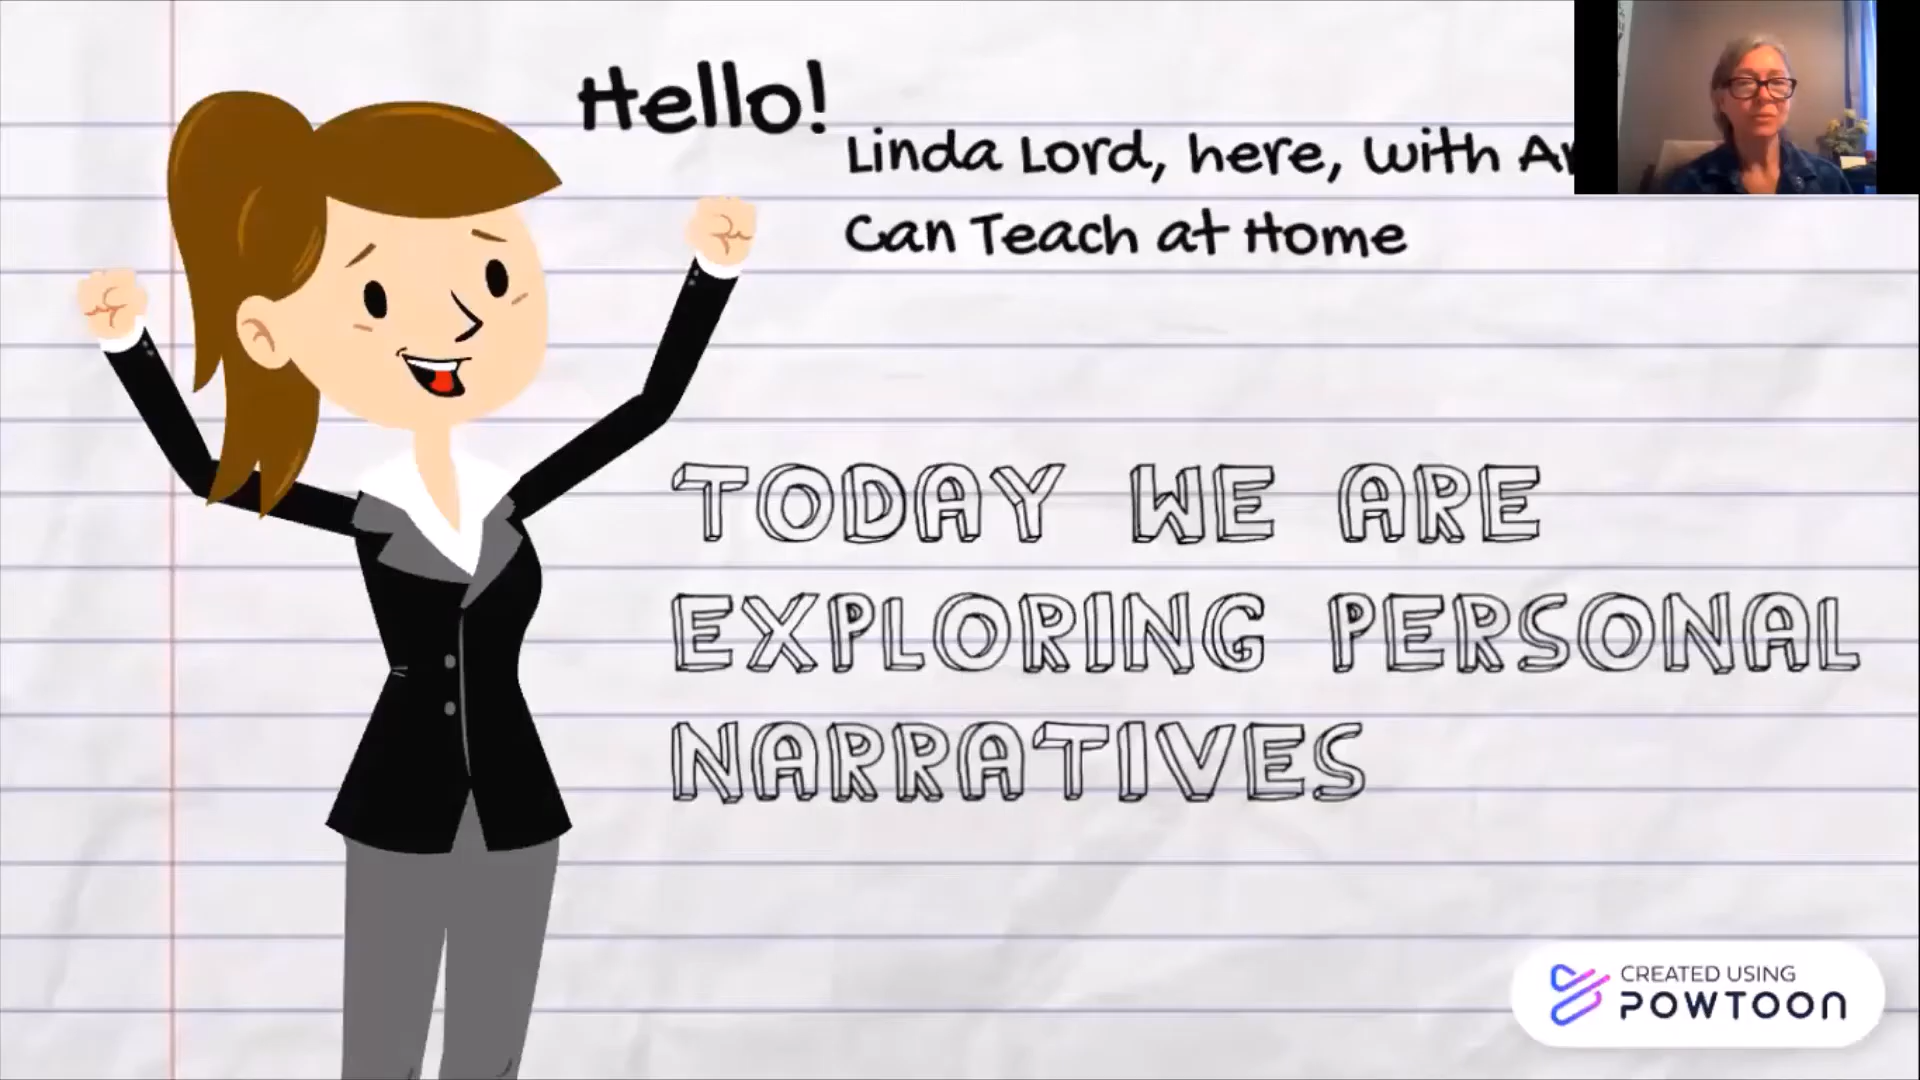 Hello!
Linda Lord, here, with
Can Teach at Home
TODAY WE ARE
EXPLORING PERSONAL
NARRATIVES
CREATED USING
POWTOON